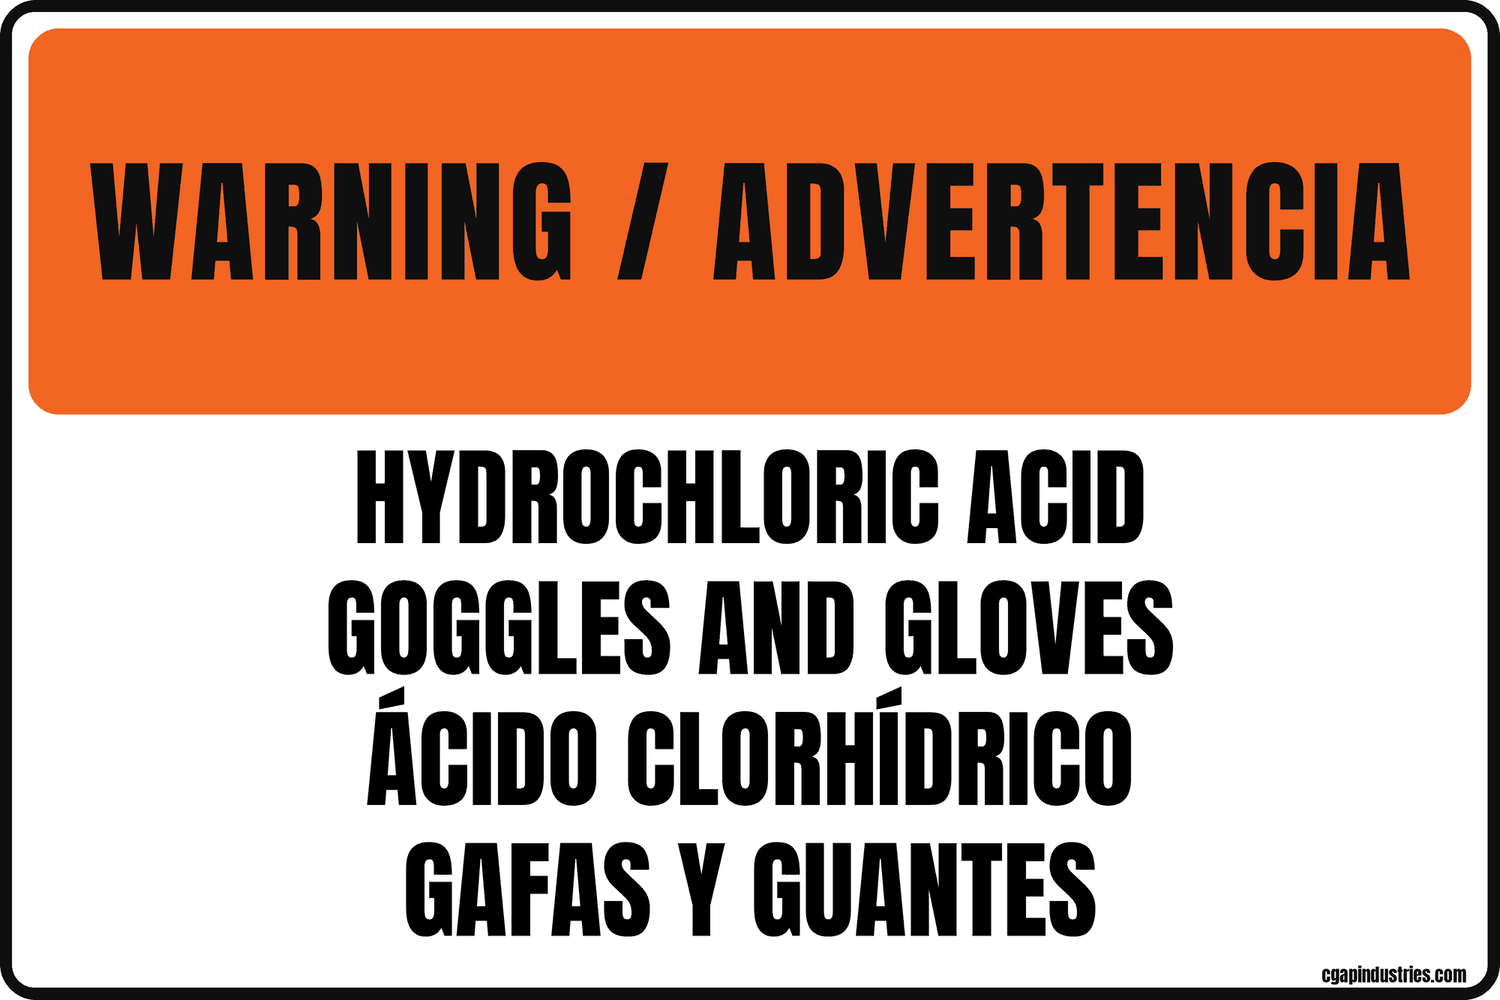 WARNING / ADVERTENCIA
HYDROCHLORIC ACID
GOGGLES AND GLOVES
ÁCIDO CLORHÍDRICO
GAFAS Y GUANTES
cgapindustries.com